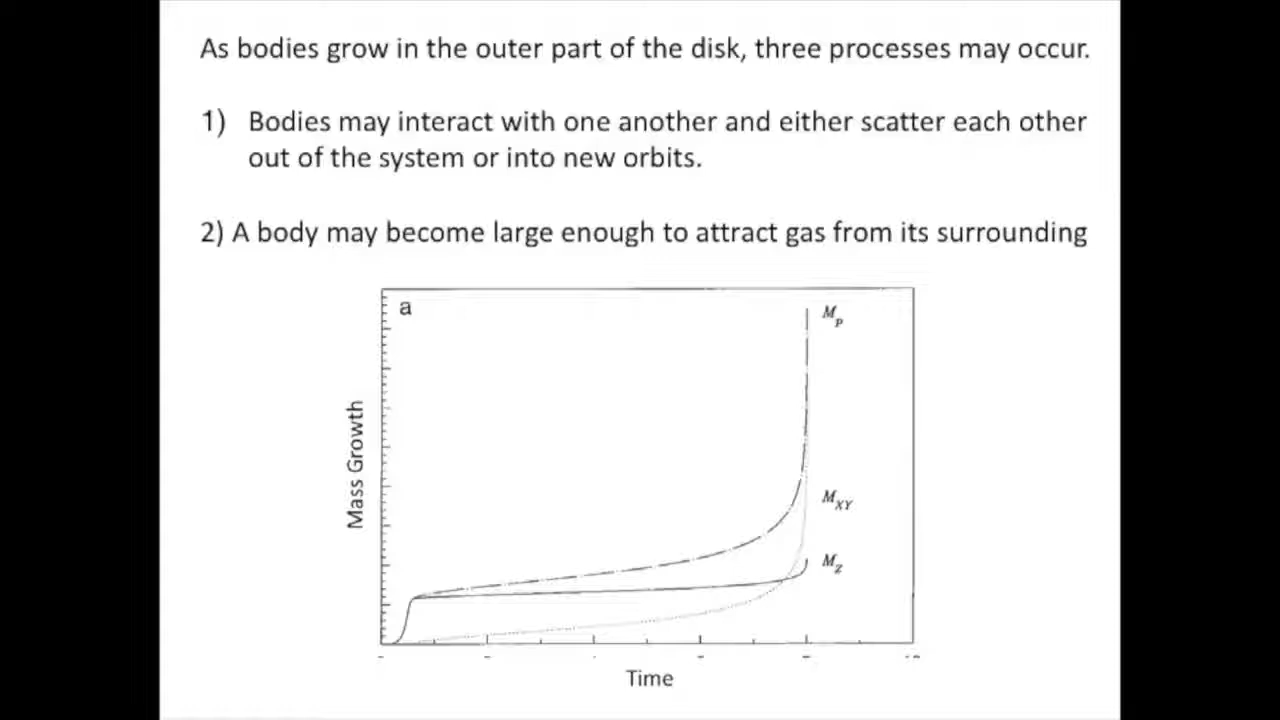 As bodies grow in the outer part of the disk, three processes may occur.
1) Bodies may interact with one another and either scatter each other
out of the system or into new orbits.
2) A body may become large enough to attract gas from its surrounding
a
Mass Growth
M_P
M_XY
M_Z
Time